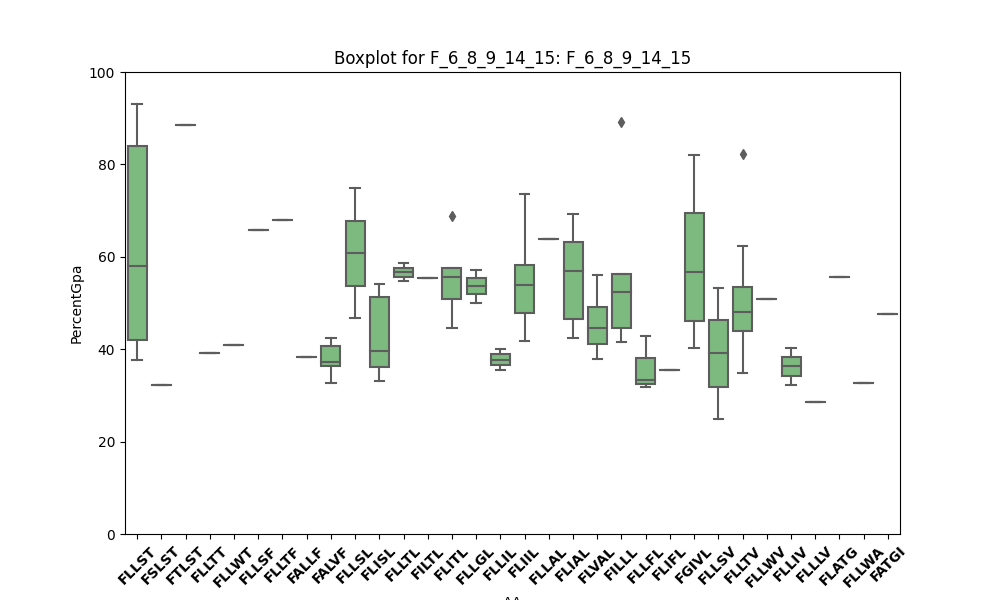 Boxplot for F_6_8_9_14_15: F_6_8_9_14_15
PercentGpa
100
80
60
40
20
0
FLLST
FSLST
FTLST
FLLTT
FLLWT
FLLSF
FLLTF
FALLF
FALVF
FLLSL
FLISL
FLLTL
FILTL
FLITL
FLLGL
FLLIL
FLIIL
FLLAL
FLIAL
FLVAL
FILLL
FLLFL
FLIFL
FGIVL
FLLSV
FLLTV
FLLWV
FLLIV
FLLLV
FLATG
FLLWA
FATGI